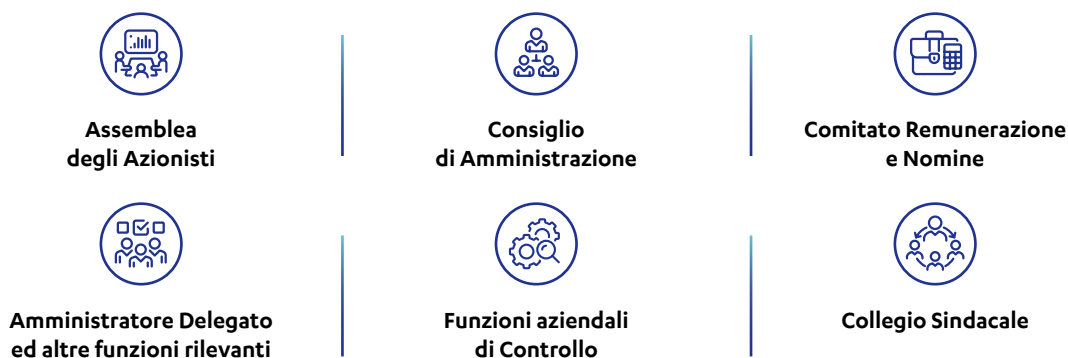 Assemblea
degli Azionisti
Consiglio
di Amministrazione
Comitato Remunerazione
e Nomine
Amministratore Delegato
ed altre funzioni rilevanti
Funzioni aziendali
di Controllo
Collegio Sindacale